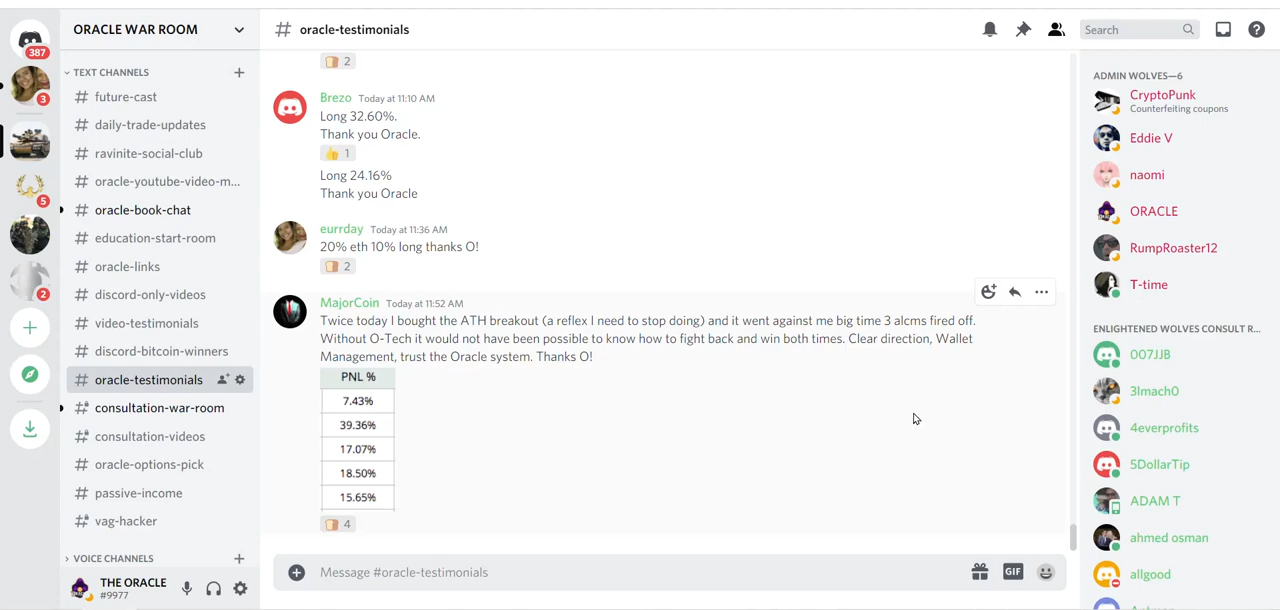 387
3
5
2
ORACLE WAR ROOM
TEXT CHANNELS
future-cast
daily-trade-updates
ravinite-social-club
oracle-youtube-video-m...
oracle-book-chat
education-start-room
oracle-links
discord-only-videos
video-testimonials
discord-bitcoin-winners
oracle-testimonials
consultation-war-room
consultation-videos
oracle-options-pick
passive-income
vag-hacker
VOICE CHANNELS
THE ORACLE
#9977
# oracle-testimonials
Search
2
Brezo Today at 11:10 AM
Long 32.60%.
Thank you Oracle.
1
Long 24.16%
Thank you Oracle
eurrday Today at 11:36 AM
20% eth 10% long thanks O!
2
MajorCoin Today at 11:52 AM
Twice today I bought the ATH breakout (a reflex I need to stop doing) and it went against me big time 3 alcms fired off.
Without O-Tech it would not have been possible to know how to fight back and win both times. Clear direction, Wallet
Management, trust the Oracle system. Thanks O!
PNL %
7.43%
39.36%
17.07%
18.50%
15.65%
4
Message #oracle-testimonials
GIF
ADMIN WOLVES—6
CryptoPunk
Counterfeiting coupons
Eddie V
naomi
ORACLE
RumpRoaster12
T-time
ENLIGHTENED WOLVES CONSULT R...
007JJB
3lmach0
4everprofits
5DollarTip
ADAM T
ahmed osman
allgood